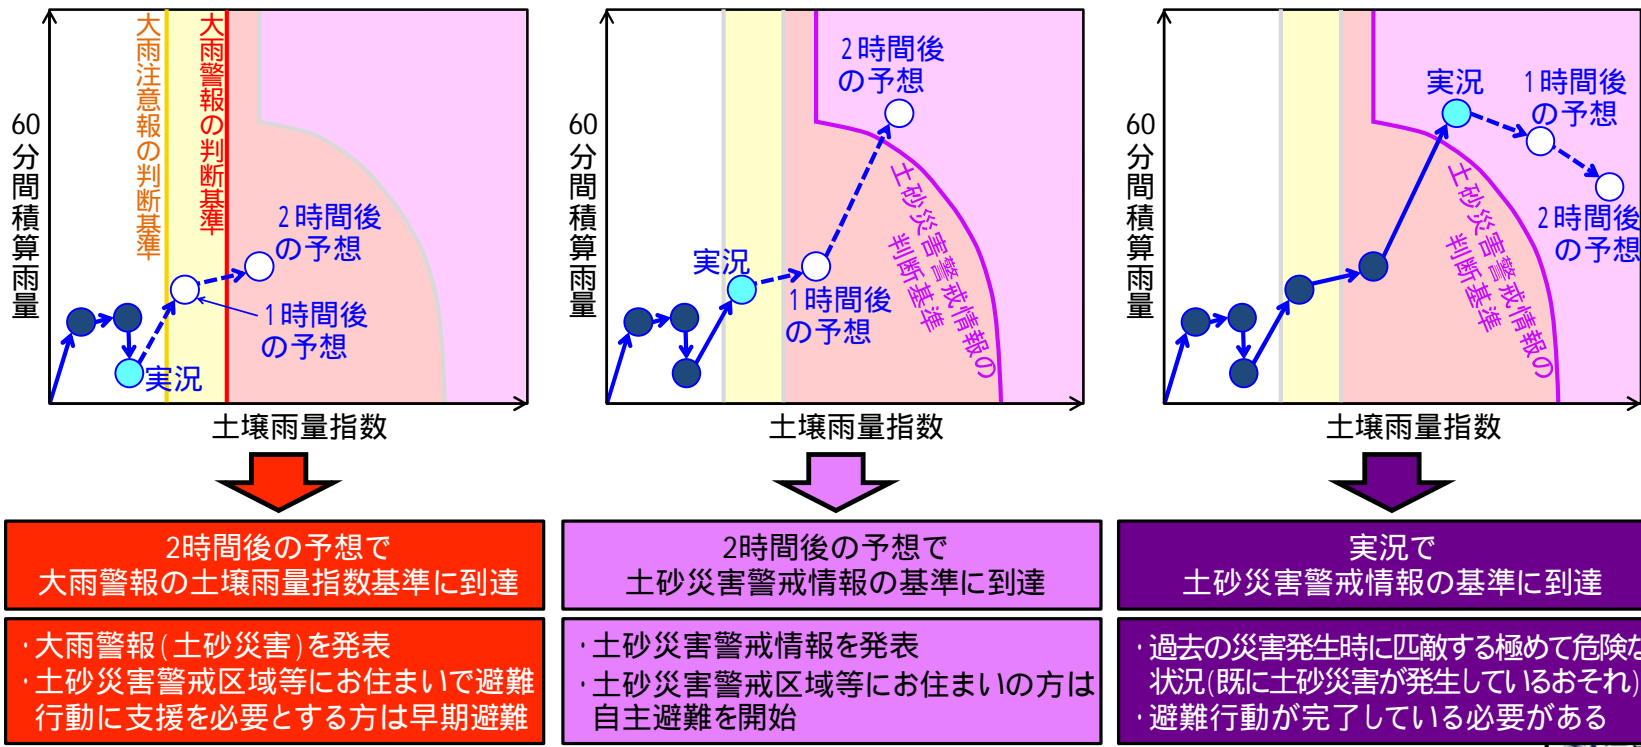 60分間積算雨量
大雨注意報の判断基準
大雨警報の判断基準
2時間後
の予想
1時間後
の予想
実況
土壌雨量指数
60分間積算雨量
2時間後
の予想
実況
1時間後
の予想
土砂災害警戒情報の
判断基準
土壌雨量指数
60分間積算雨量
実況
1時間後
の予想
2時間後
の予想
土砂災害警戒情報の
判断基準
土壌雨量指数
2時間後の予想で
大雨警報の土壌雨量指数基準に到達
・大雨警報(土砂災害)を発表
・土砂災害警戒区域等にお住まいで避難
行動に支援を必要とする方は早期避難
2時間後の予想で
土砂災害警戒情報の基準に到達
・土砂災害警戒情報を発表
・土砂災害警戒区域等にお住まいの方は
自主避難を開始
実況で
土砂災害警戒情報の基準に到達
・過去の災害発生時に匹敵する極めて危険な
状況(既に土砂災害が発生しているおそれ)
・避難行動が完了している必要がある